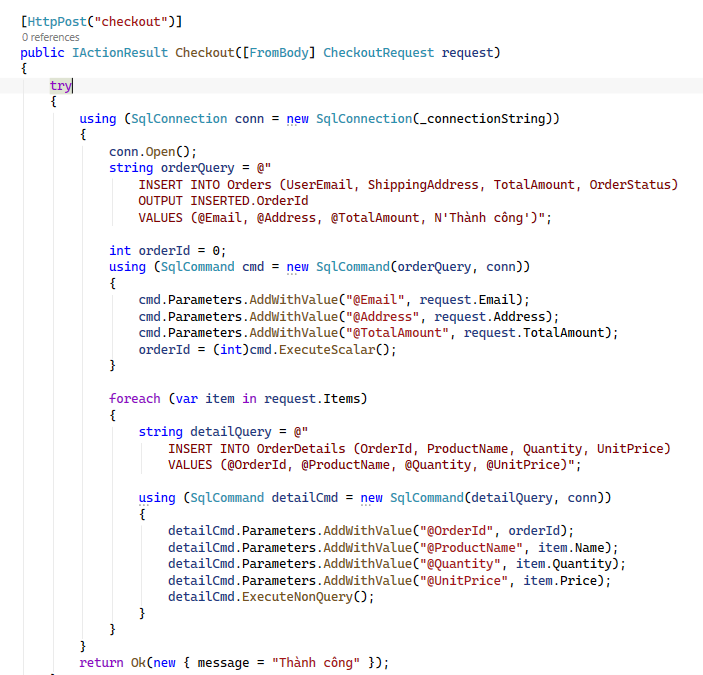 [HttpPost("checkout")]
0 references
public IActionResult Checkout([FromBody] CheckoutRequest request)
{
try
{
using (SqlConnection conn = new SqlConnection(_connectionString))
{
conn.Open();
string orderQuery = @"
INSERT INTO Orders (UserEmail, ShippingAddress, TotalAmount, OrderStatus)
OUTPUT INSERTED.OrderId
VALUES (@Email, @Address, @TotalAmount, N'Thành công')";
int orderId = 0;
using (SqlCommand cmd = new SqlCommand(orderQuery, conn))
{
cmd.Parameters.AddWithValue("@Email", request.Email);
cmd.Parameters.AddWithValue("@Address", request.Address);
cmd.Parameters.AddWithValue("@TotalAmount", request.TotalAmount);
orderId = (int)cmd.ExecuteScalar();
}
foreach (var item in request.Items)
{
string detailQuery = @"
INSERT INTO OrderDetails (OrderId, ProductName, Quantity, UnitPrice)
VALUES (@OrderId, @ProductName, @Quantity, @UnitPrice)";
using (SqlCommand detailCmd = new SqlCommand(detailQuery, conn))
{
detailCmd.Parameters.AddWithValue("@OrderId", orderId);
detailCmd.Parameters.AddWithValue("@ProductName", item.Name);
detailCmd.Parameters.AddWithValue("@Quantity", item.Quantity);
detailCmd.Parameters.AddWithValue("@UnitPrice", item.Price);
detailCmd.ExecuteNonQuery();
}
}
}
return Ok(new { message = "Thành công" });